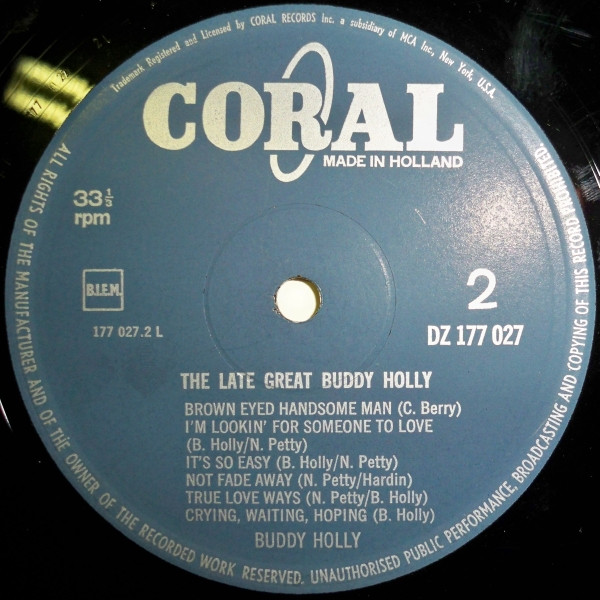 Trademark Registered and Licensed by CORAL RECORDS Inc. a subsidiary of MCA Inc., New York, U.S.A.
CORAL
MADE IN HOLLAND
33 1/3
rpm
B.I.E.M.
2
177 027.2 L
DZ 177 027
THE LATE GREAT BUDDY HOLLY
BROWN EYED HANDSOME MAN (C. Berry)
I'M LOOKIN' FOR SOMEONE TO LOVE
(B. Holly/N. Petty)
IT'S SO EASY (B. Holly/N. Petty)
NOT FADE AWAY (N. Petty/Hardin)
TRUE LOVE WAYS (N. Petty/B. Holly)
CRYING, WAITING, HOPING (B. Holly)
BUDDY HOLLY
ALL RIGHTS OF THE MANUFACTURER AND OF THE OWNER OF THE RECORDED WORK RESERVED. UNAUTHORISED PUBLIC PERFORMANCE, BROADCASTING AND COPYING OF THIS RECORD PROHIBITED.